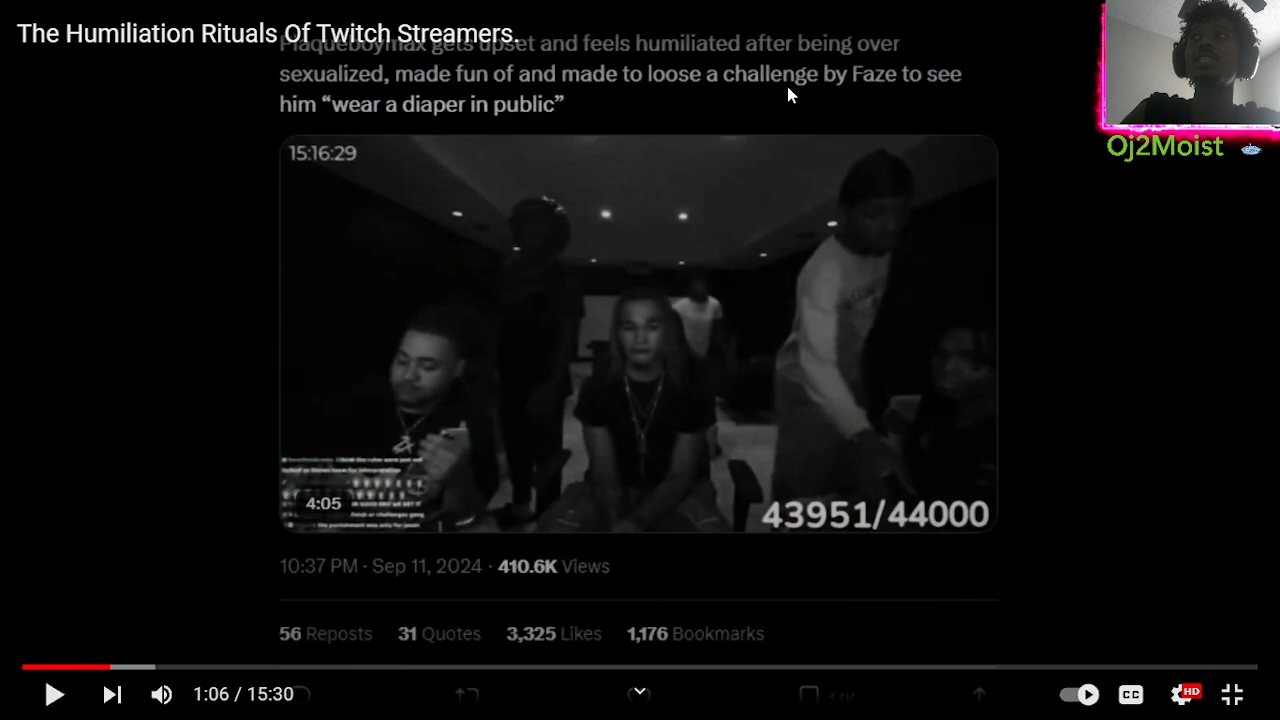 The Humiliation Rituals Of Twitch Streamers.
Plaqueboymax gets upset and feels humiliated after being over
sexualized, made fun of and made to loose a challenge by Faze to see
him “wear a diaper in public”
Oj2Moist
15:16:29
4:05
43951/44000
10:37 PM · Sep 11, 2024 · 410.6K Views
56 Reposts 31 Quotes 3,325 Likes 1,176 Bookmarks
1:06 / 15:30
CC
HD